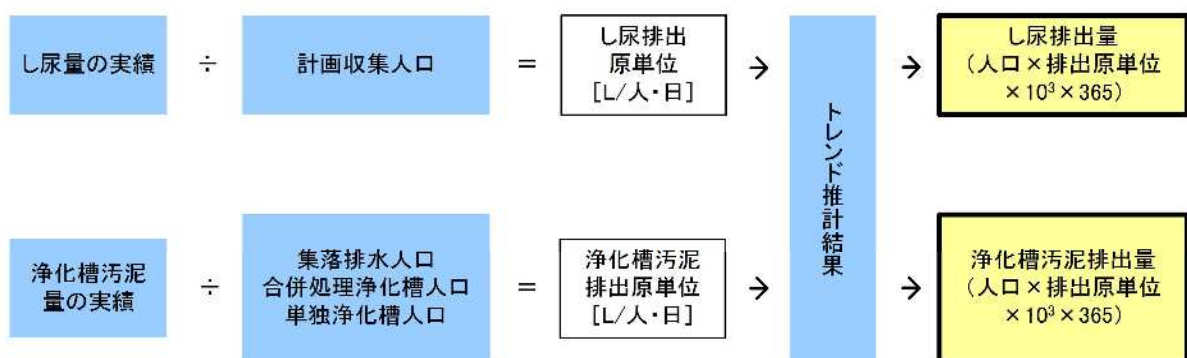 し尿量の実績
÷
計画収集人口
=
し尿排出
原単位
[L/人・日]
→
→
し尿排出量
(人口×排出原単位
×10³×365)
トレンド推計結果
浄化槽汚泥
量の実績
÷
集落排水人口
合併処理浄化槽人口
単独浄化槽人口
=
浄化槽汚泥
排出原単位
[L/人・日]
→
→
浄化槽汚泥排出量
(人口×排出原単位
×10³×365)